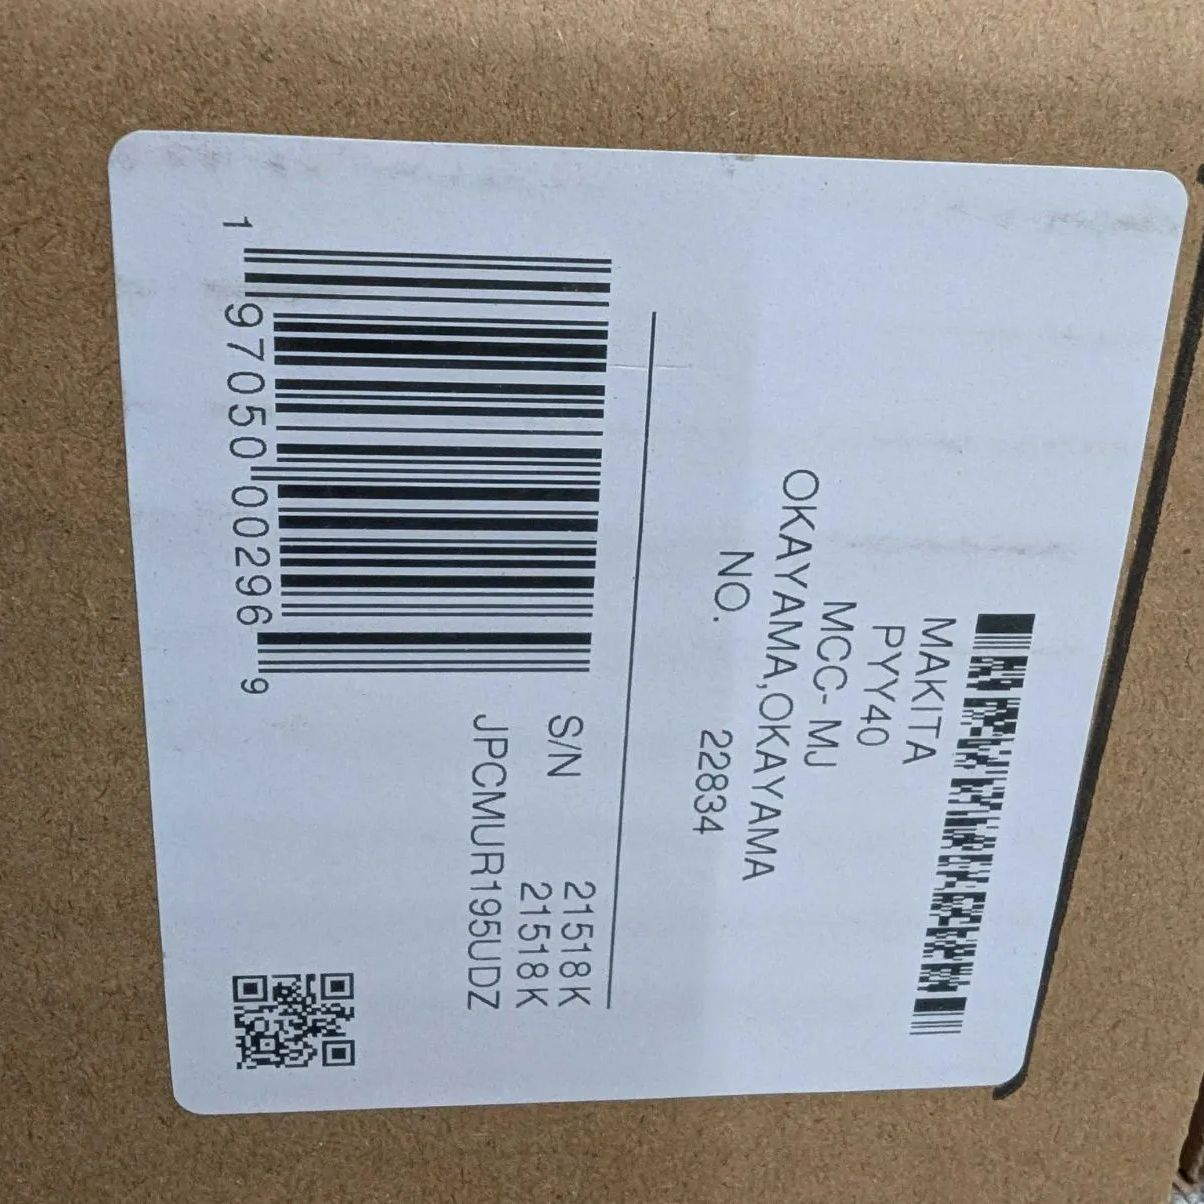 MAKITA
PYY40
MCC-MJ
OKAYAMA,OKAYAMA
NO. 22834
S/N 21518K
21518K
JPCMUR195UDZ
1 97050 00296 9